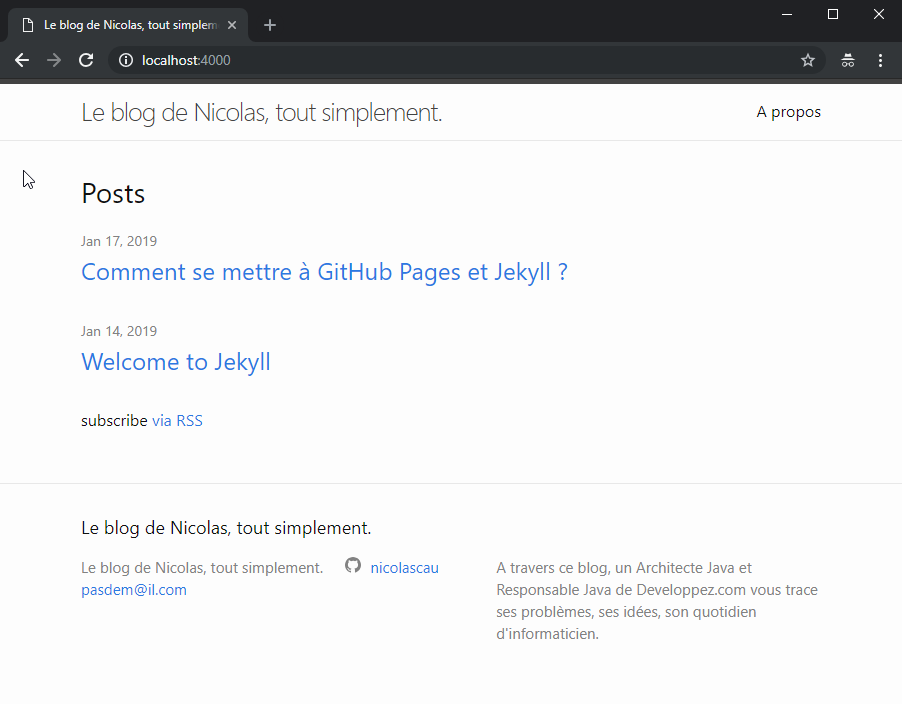 Le blog de Nicolas, tout simplem
localhost:4000
Le blog de Nicolas, tout simplement.
A propos
Posts
Jan 17, 2019
Comment se mettre à GitHub Pages et Jekyll ?
Jan 14, 2019
Welcome to Jekyll
subscribe via RSS
Le blog de Nicolas, tout simplement.
Le blog de Nicolas, tout simplement.
pasdem@il.com
nicolascau
A travers ce blog, un Architecte Java et
Responsable Java de Developpez.com vous trace
ses problèmes, ses idées, son quotidien
d'informaticien.